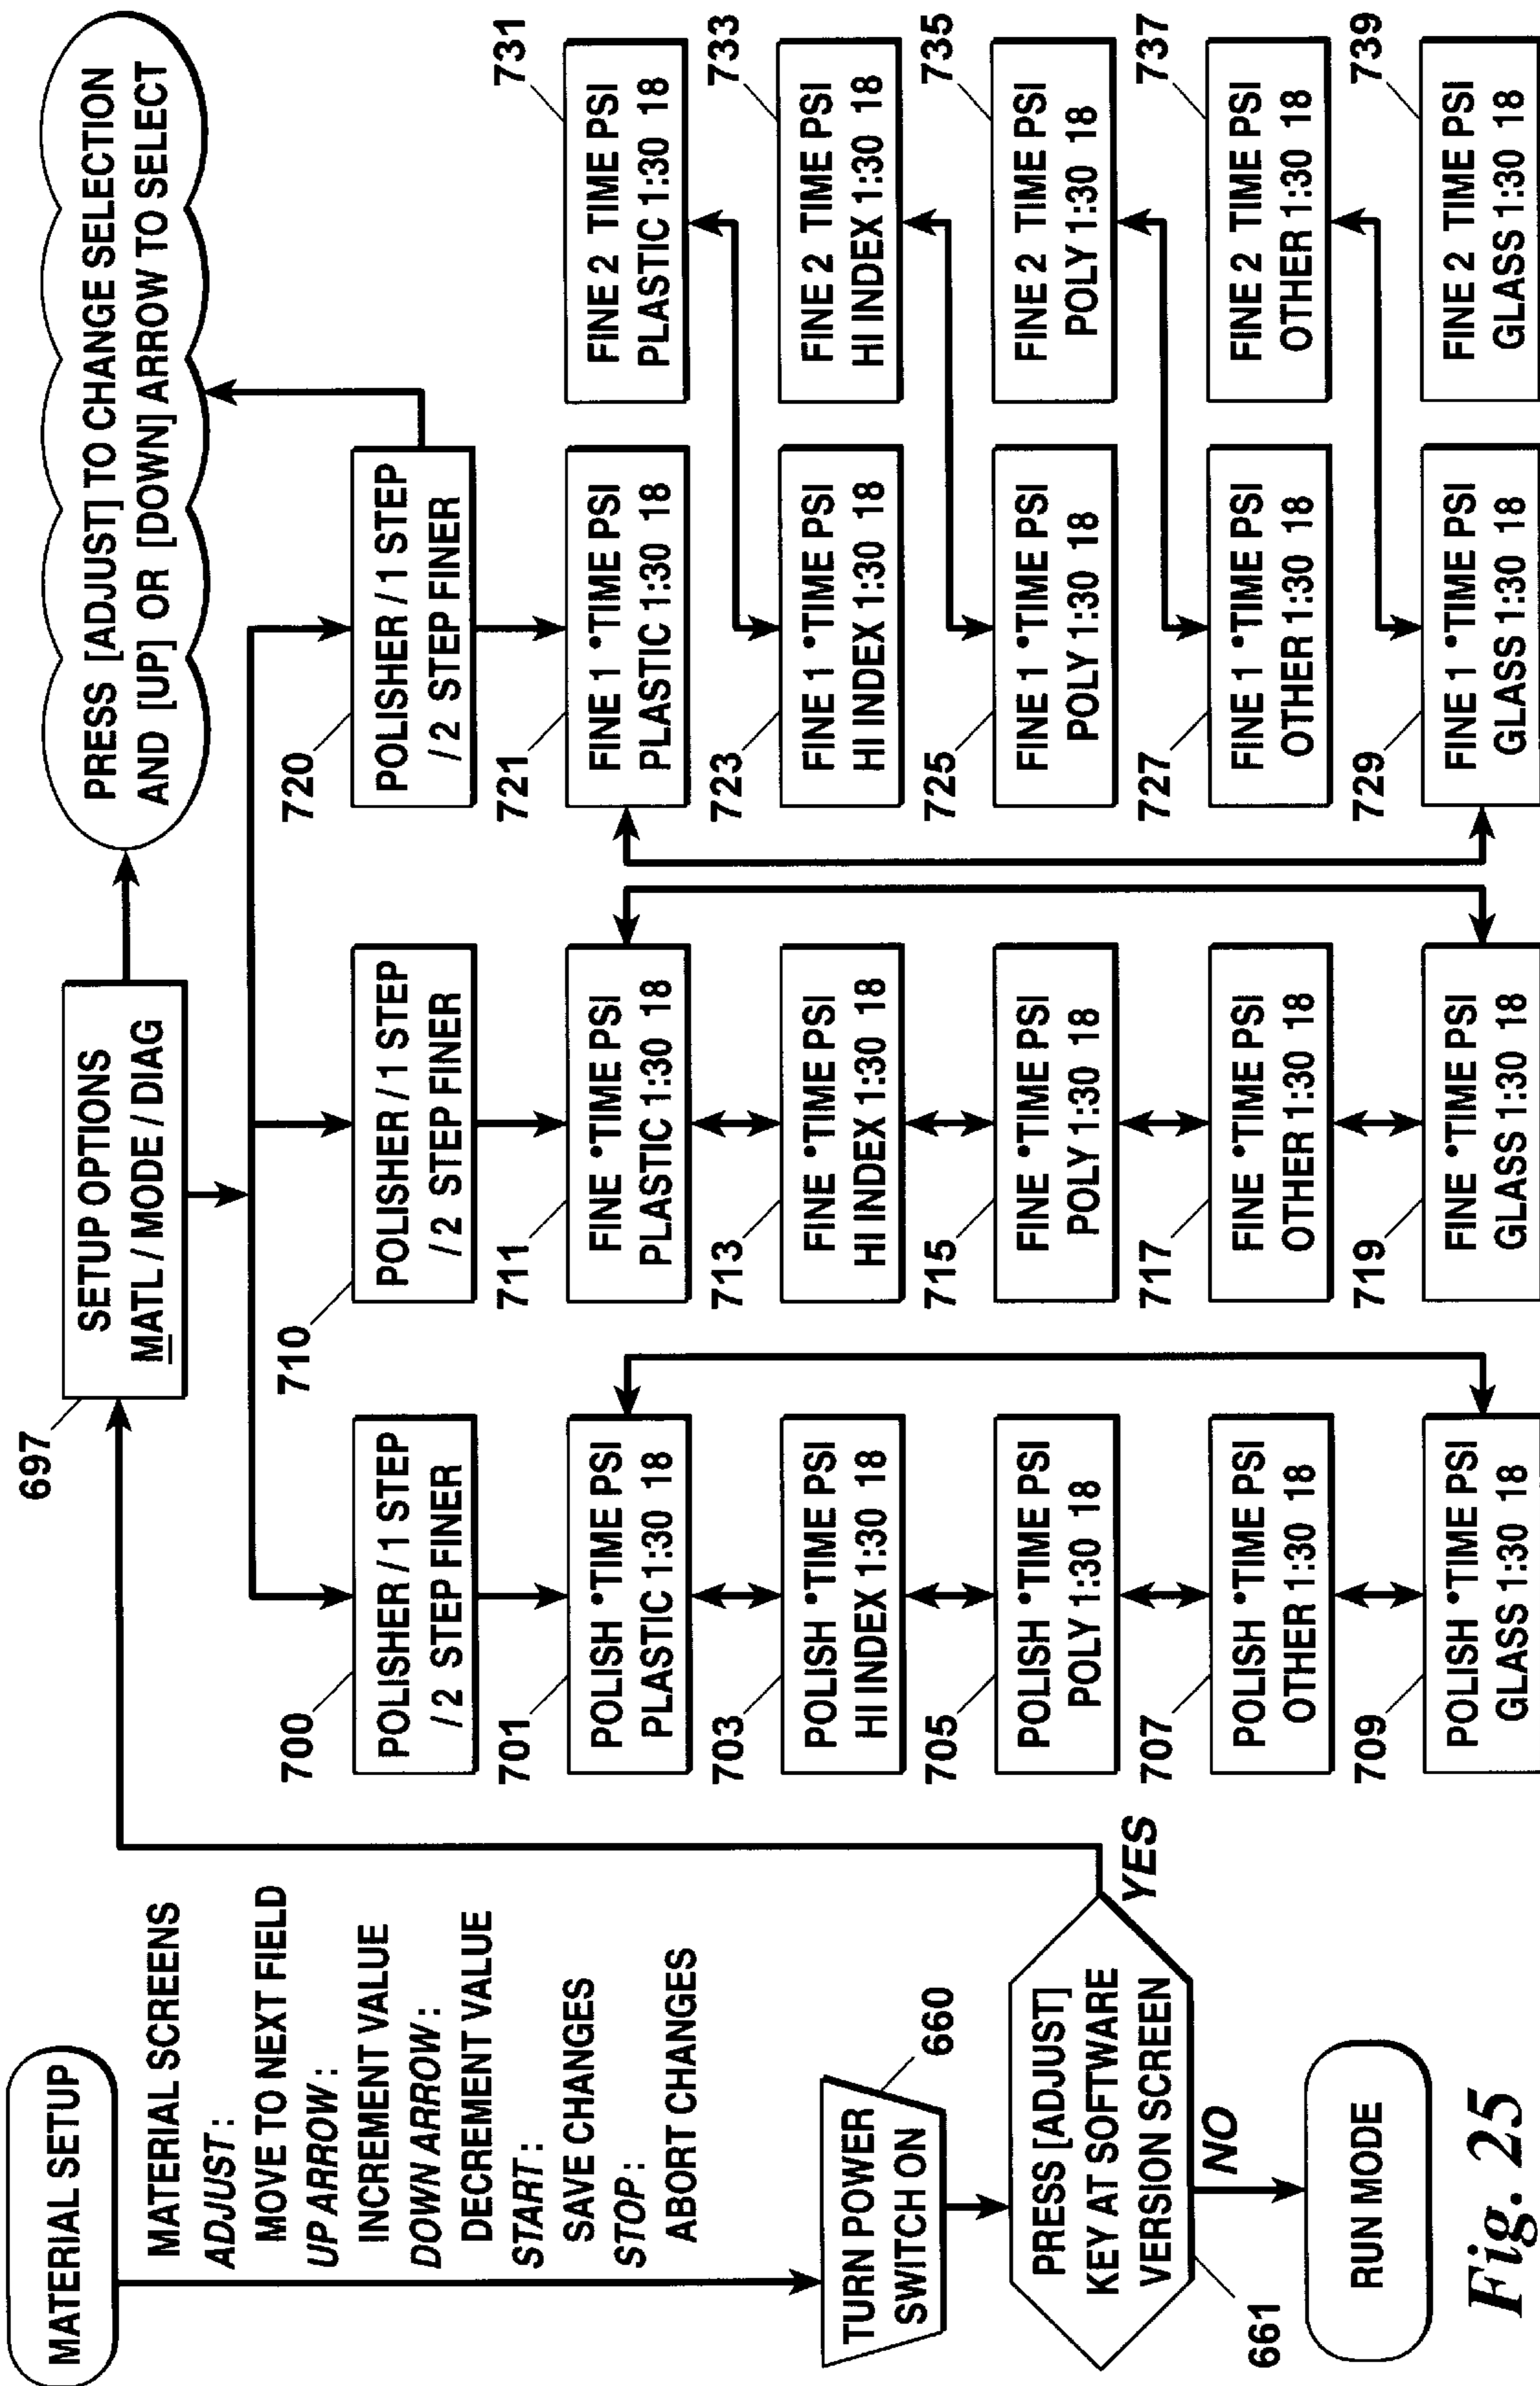 MATERIAL SETUP
MATERIAL SCREENS
ADJUST:
MOVE TO NEXT FIELD
UP ARROW:
INCREMENT VALUE
DOWN ARROW:
DECREMENT VALUE
START:
SAVE CHANGES
STOP:
ABORT CHANGES
TURN POWER
SWITCH ON
660
PRESS [ADJUST]
KEY AT SOFTWARE
VERSION SCREEN
661
YES
NO
RUN MODE
697
SETUP OPTIONS
MATL / MODE / DIAG
PRESS [ADJUST] TO CHANGE SELECTION
AND [UP] OR [DOWN] ARROW TO SELECT
700
POLISHER / 1 STEP
/ 2 STEP FINER
701
POLISH •TIME PSI
PLASTIC 1:30 18
703
POLISH •TIME PSI
HI INDEX 1:30 18
705
POLISH •TIME PSI
POLY 1:30 18
707
POLISH •TIME PSI
OTHER 1:30 18
709
POLISH •TIME PSI
GLASS 1:30 18
710
POLISHER / 1 STEP
/ 2 STEP FINER
711
FINE •TIME PSI
PLASTIC 1:30 18
713
FINE •TIME PSI
HI INDEX 1:30 18
715
FINE •TIME PSI
POLY 1:30 18
717
FINE •TIME PSI
OTHER 1:30 18
719
FINE •TIME PSI
GLASS 1:30 18
720
POLISHER / 1 STEP
/ 2 STEP FINER
721
FINE 1 •TIME PSI
PLASTIC 1:30 18
723
FINE 1 •TIME PSI
HI INDEX 1:30 18
725
FINE 1 •TIME PSI
POLY 1:30 18
727
FINE 1 •TIME PSI
OTHER 1:30 18
729
FINE 1 •TIME PSI
GLASS 1:30 18
731
FINE 2 TIME PSI
PLASTIC 1:30 18
733
FINE 2 TIME PSI
HI INDEX 1:30 18
735
FINE 2 TIME PSI
POLY 1:30 18
737
FINE 2 TIME PSI
OTHER 1:30 18
739
FINE 2 TIME PSI
GLASS 1:30 18
Fig. 25